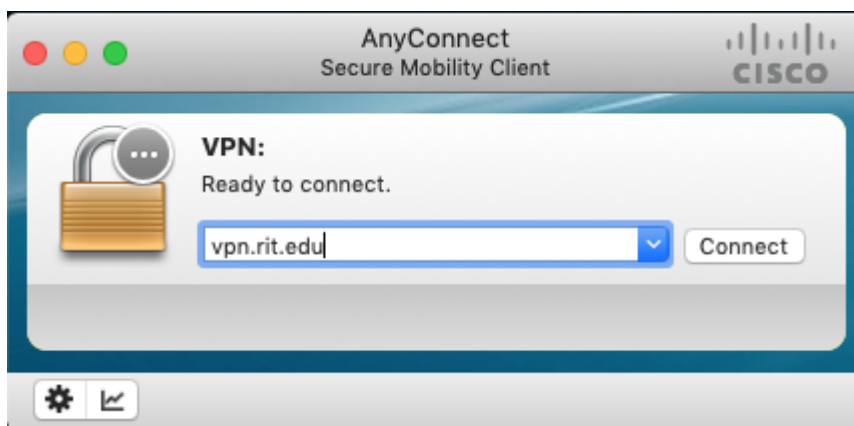 AnyConnect
Secure Mobility Client
CISCO
VPN:
Ready to connect.
vpn.rit.edu
Connect